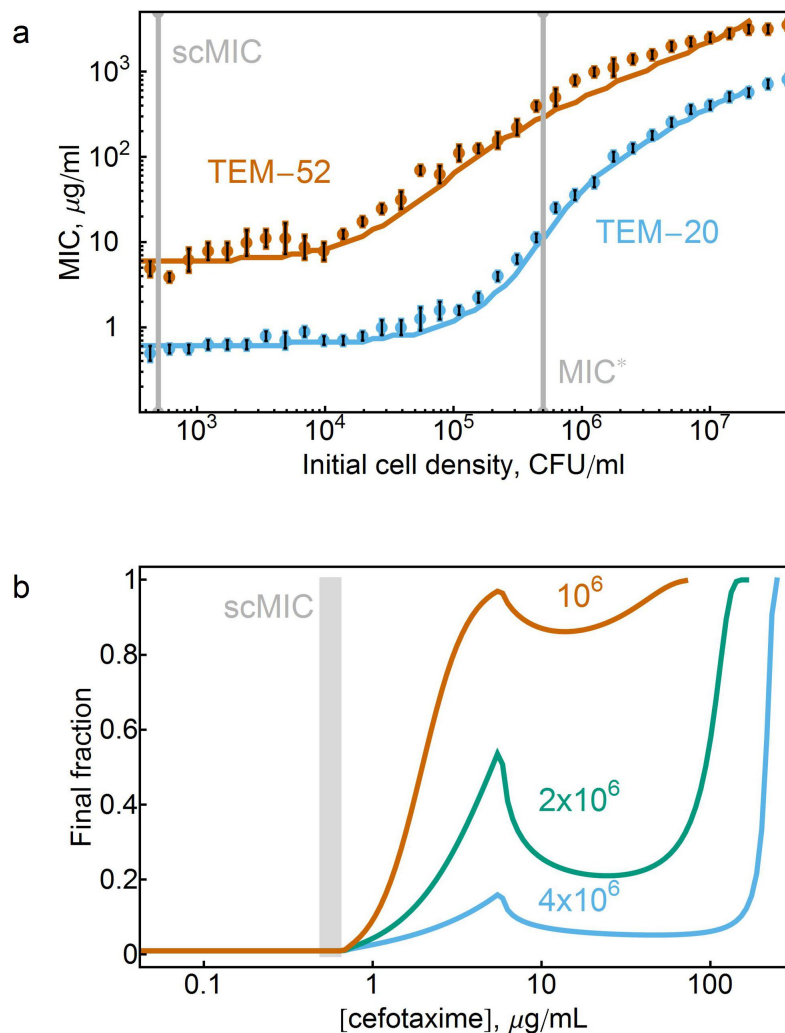 a
scMIC
10³
TEM−52
10²
TEM−20
10
1
MIC*
MIC, μg/ml
10³ 10⁴ 10⁵ 10⁶ 10⁷
Initial cell density, CFU/ml
b
1
scMIC
10⁶
0.8
0.6
2x10⁶
0.4
0.2
4x10⁶
0
Final fraction
0.1 1 10 100
[cefotaxime], μg/mL